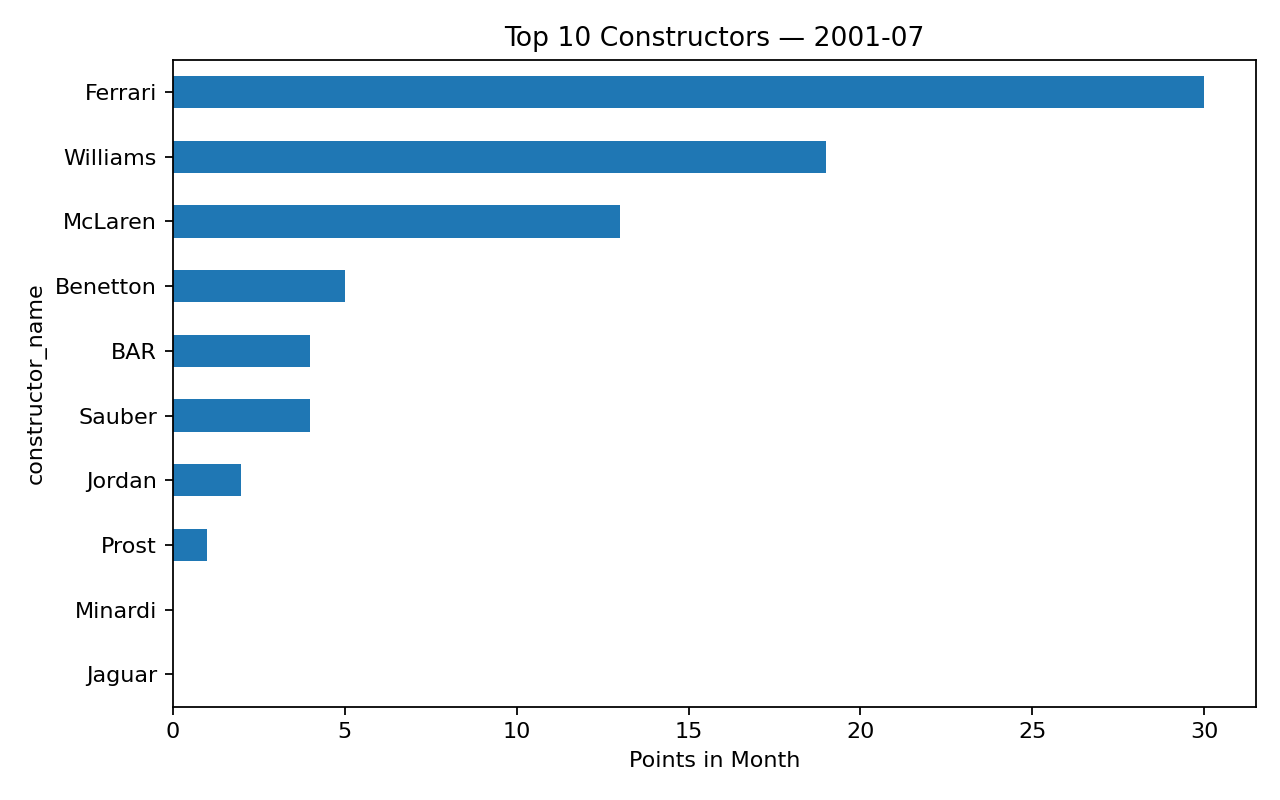 Top 10 Constructors — 2001-07
constructor_name
Ferrari
Williams
McLaren
Benetton
BAR
Sauber
Jordan
Prost
Minardi
Jaguar
0 5 10 15 20 25 30
Points in Month